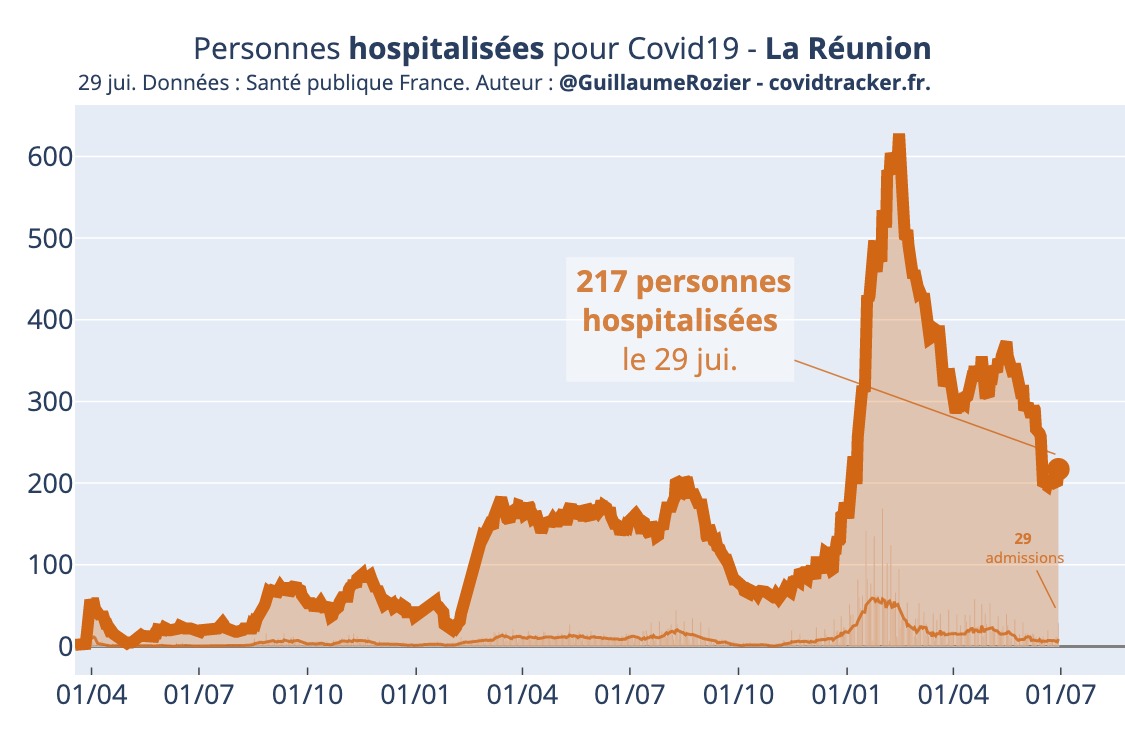 Personnes hospitalisées pour Covid19 - La Réunion
29 jui. Données : Santé publique France. Auteur : @GuillaumeRozier - covidtracker.fr.
600
500
400
300
200
100
0
217 personnes
hospitalisées
le 29 jui.
29
admissions
01/04 01/07 01/10 01/01 01/04 01/07 01/10 01/01 01/04 01/07